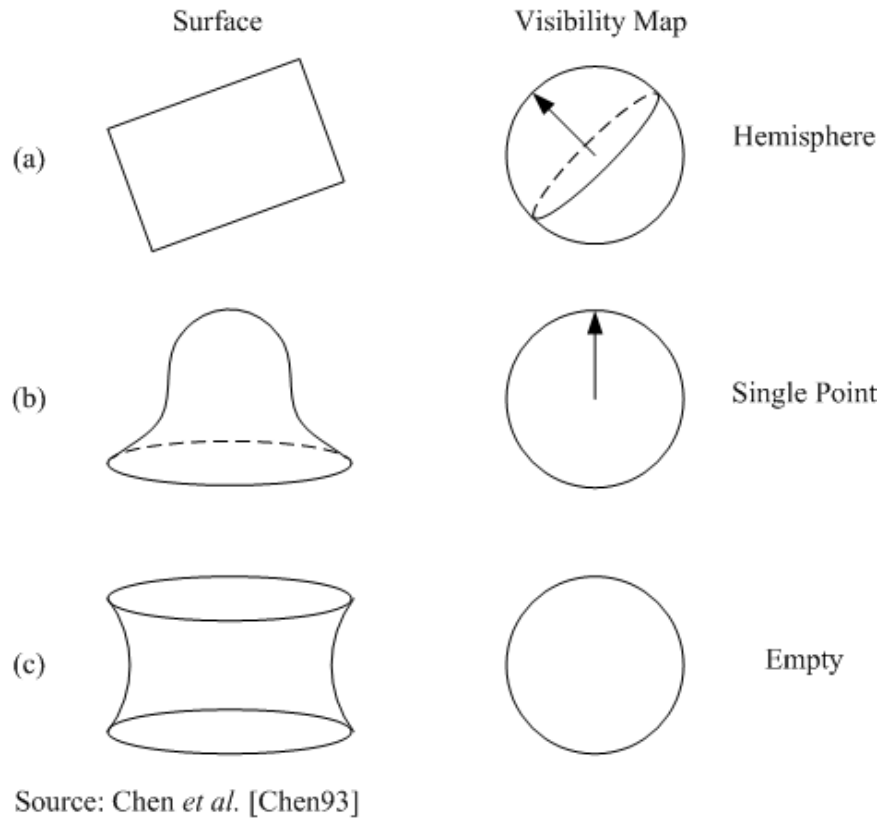 Surface Visibility Map
(a) Hemisphere
(b) Single Point
(c) Empty
Source: Chen et al. [Chen93]